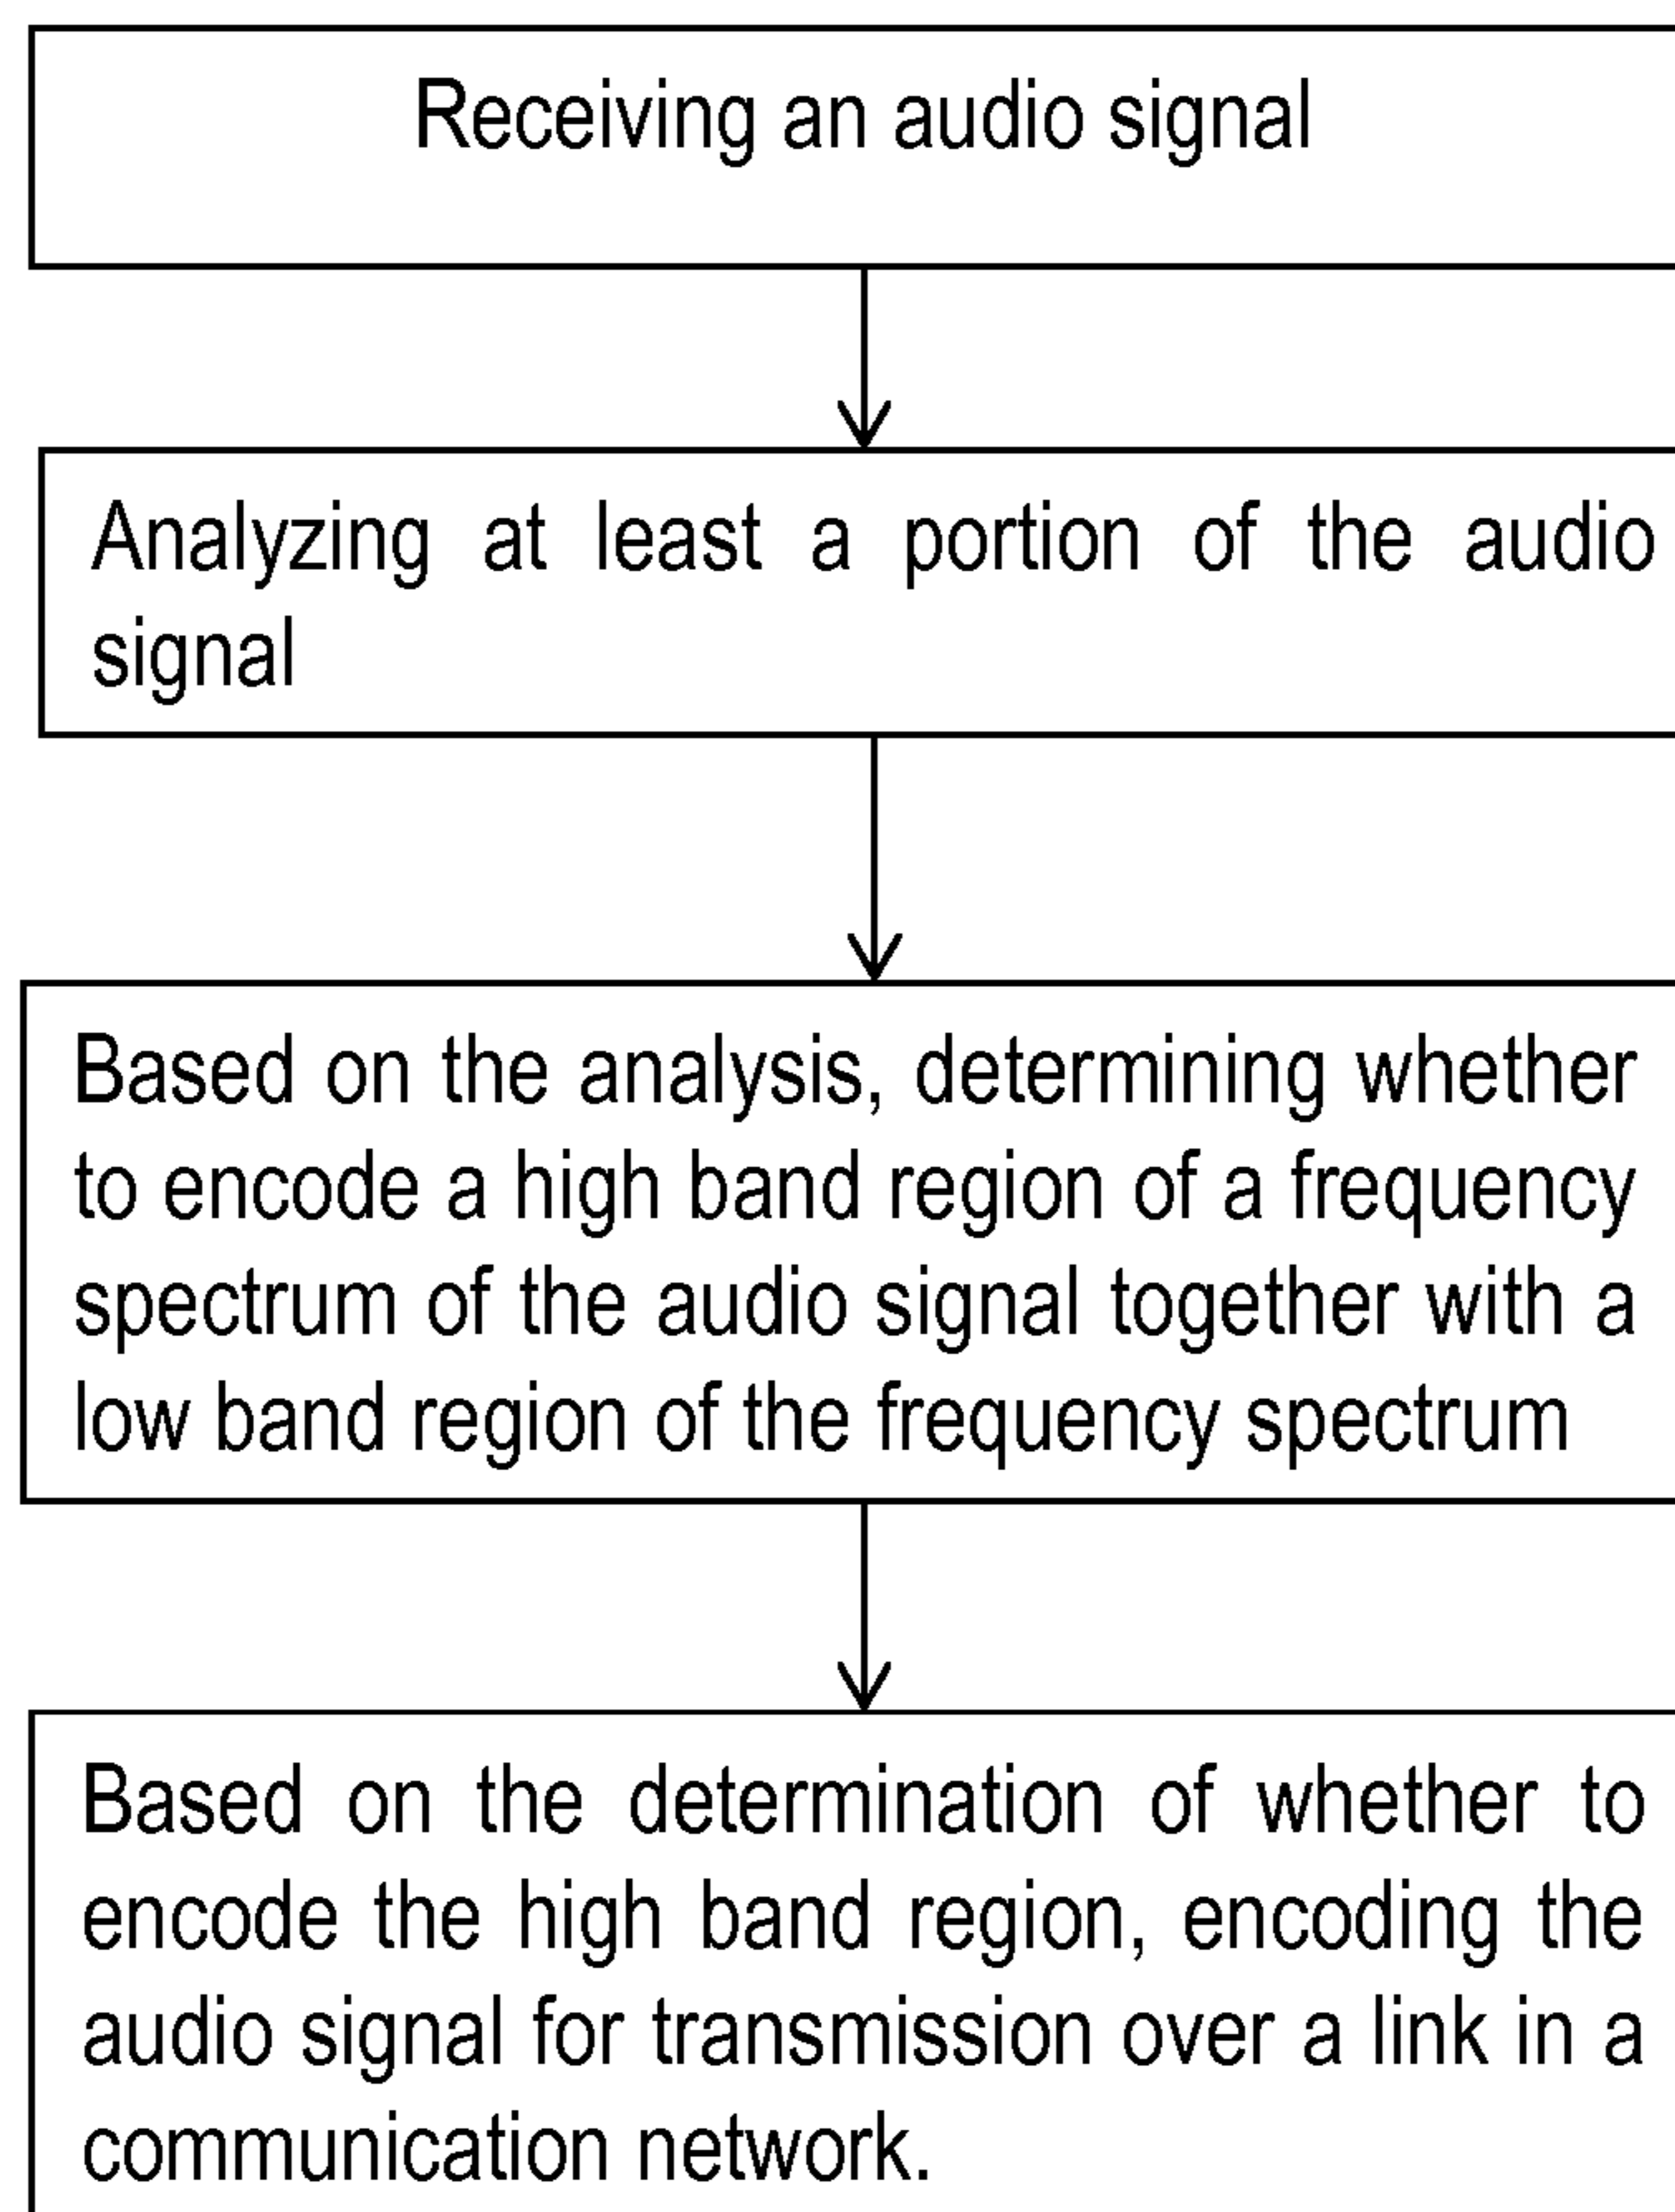 Receiving an audio signal
Analyzing at least a portion of the audio
signal
Based on the analysis, determining whether
to encode a high band region of a frequency
spectrum of the audio signal together with a
low band region of the frequency spectrum
Based on the determination of whether to
encode the high band region, encoding the
audio signal for transmission over a link in a
communication network.